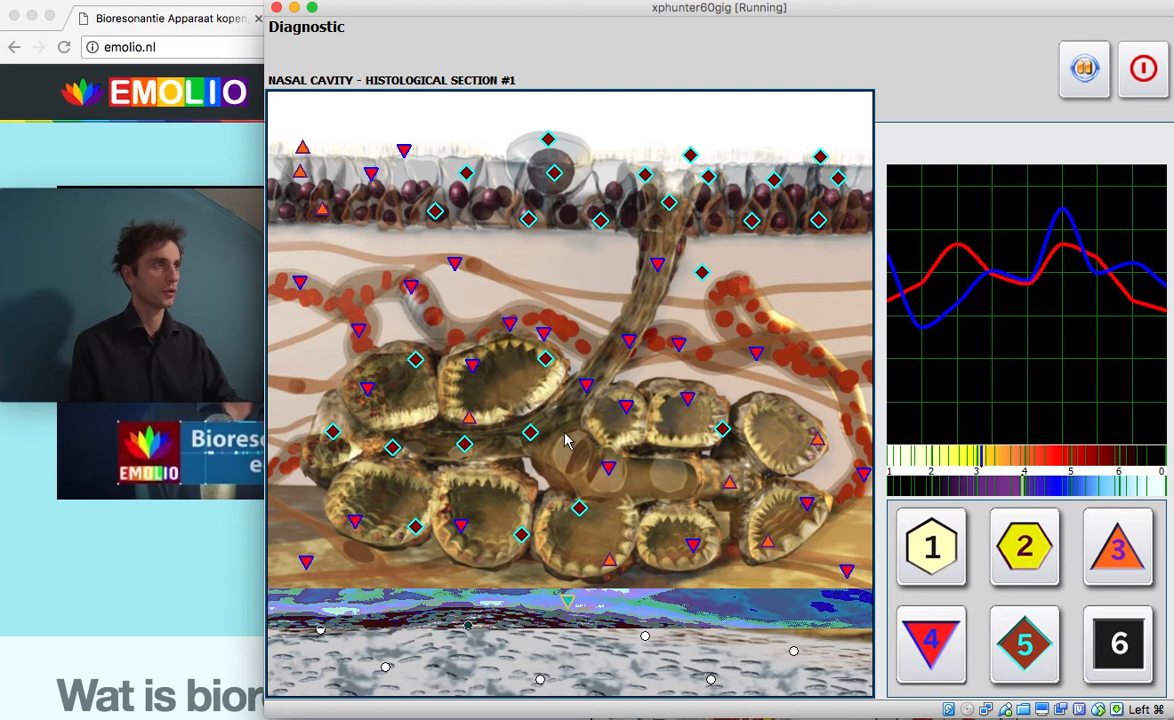 xphunter60gig [Running]
Bioresonantie Apparaat kopen,
emolio.nl
EMOLIO
Diagnostic
NASAL CAVITY - HISTOLOGICAL SECTION #1
Biores
e
EMOLIO
1 2 3 4 5 6 0
1 2 3
4 5 6
Wat is biore
Left ⌘